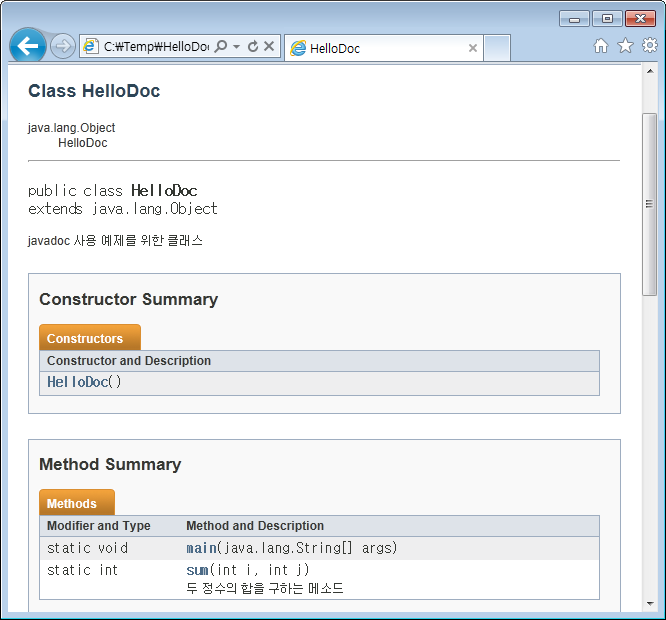 C:₩Temp₩HelloDo
HelloDoc
Class HelloDoc
java.lang.Object
HelloDoc
public class HelloDoc
extends java.lang.Object
javadoc 사용 예제를 위한 클래스
Constructor Summary
Constructors
Constructor and Description
HelloDoc()
Method Summary
Methods
Modifier and Type Method and Description
static void main(java.lang.String[] args)
static int sum(int i, int j)
두 정수의 합을 구하는 메소드